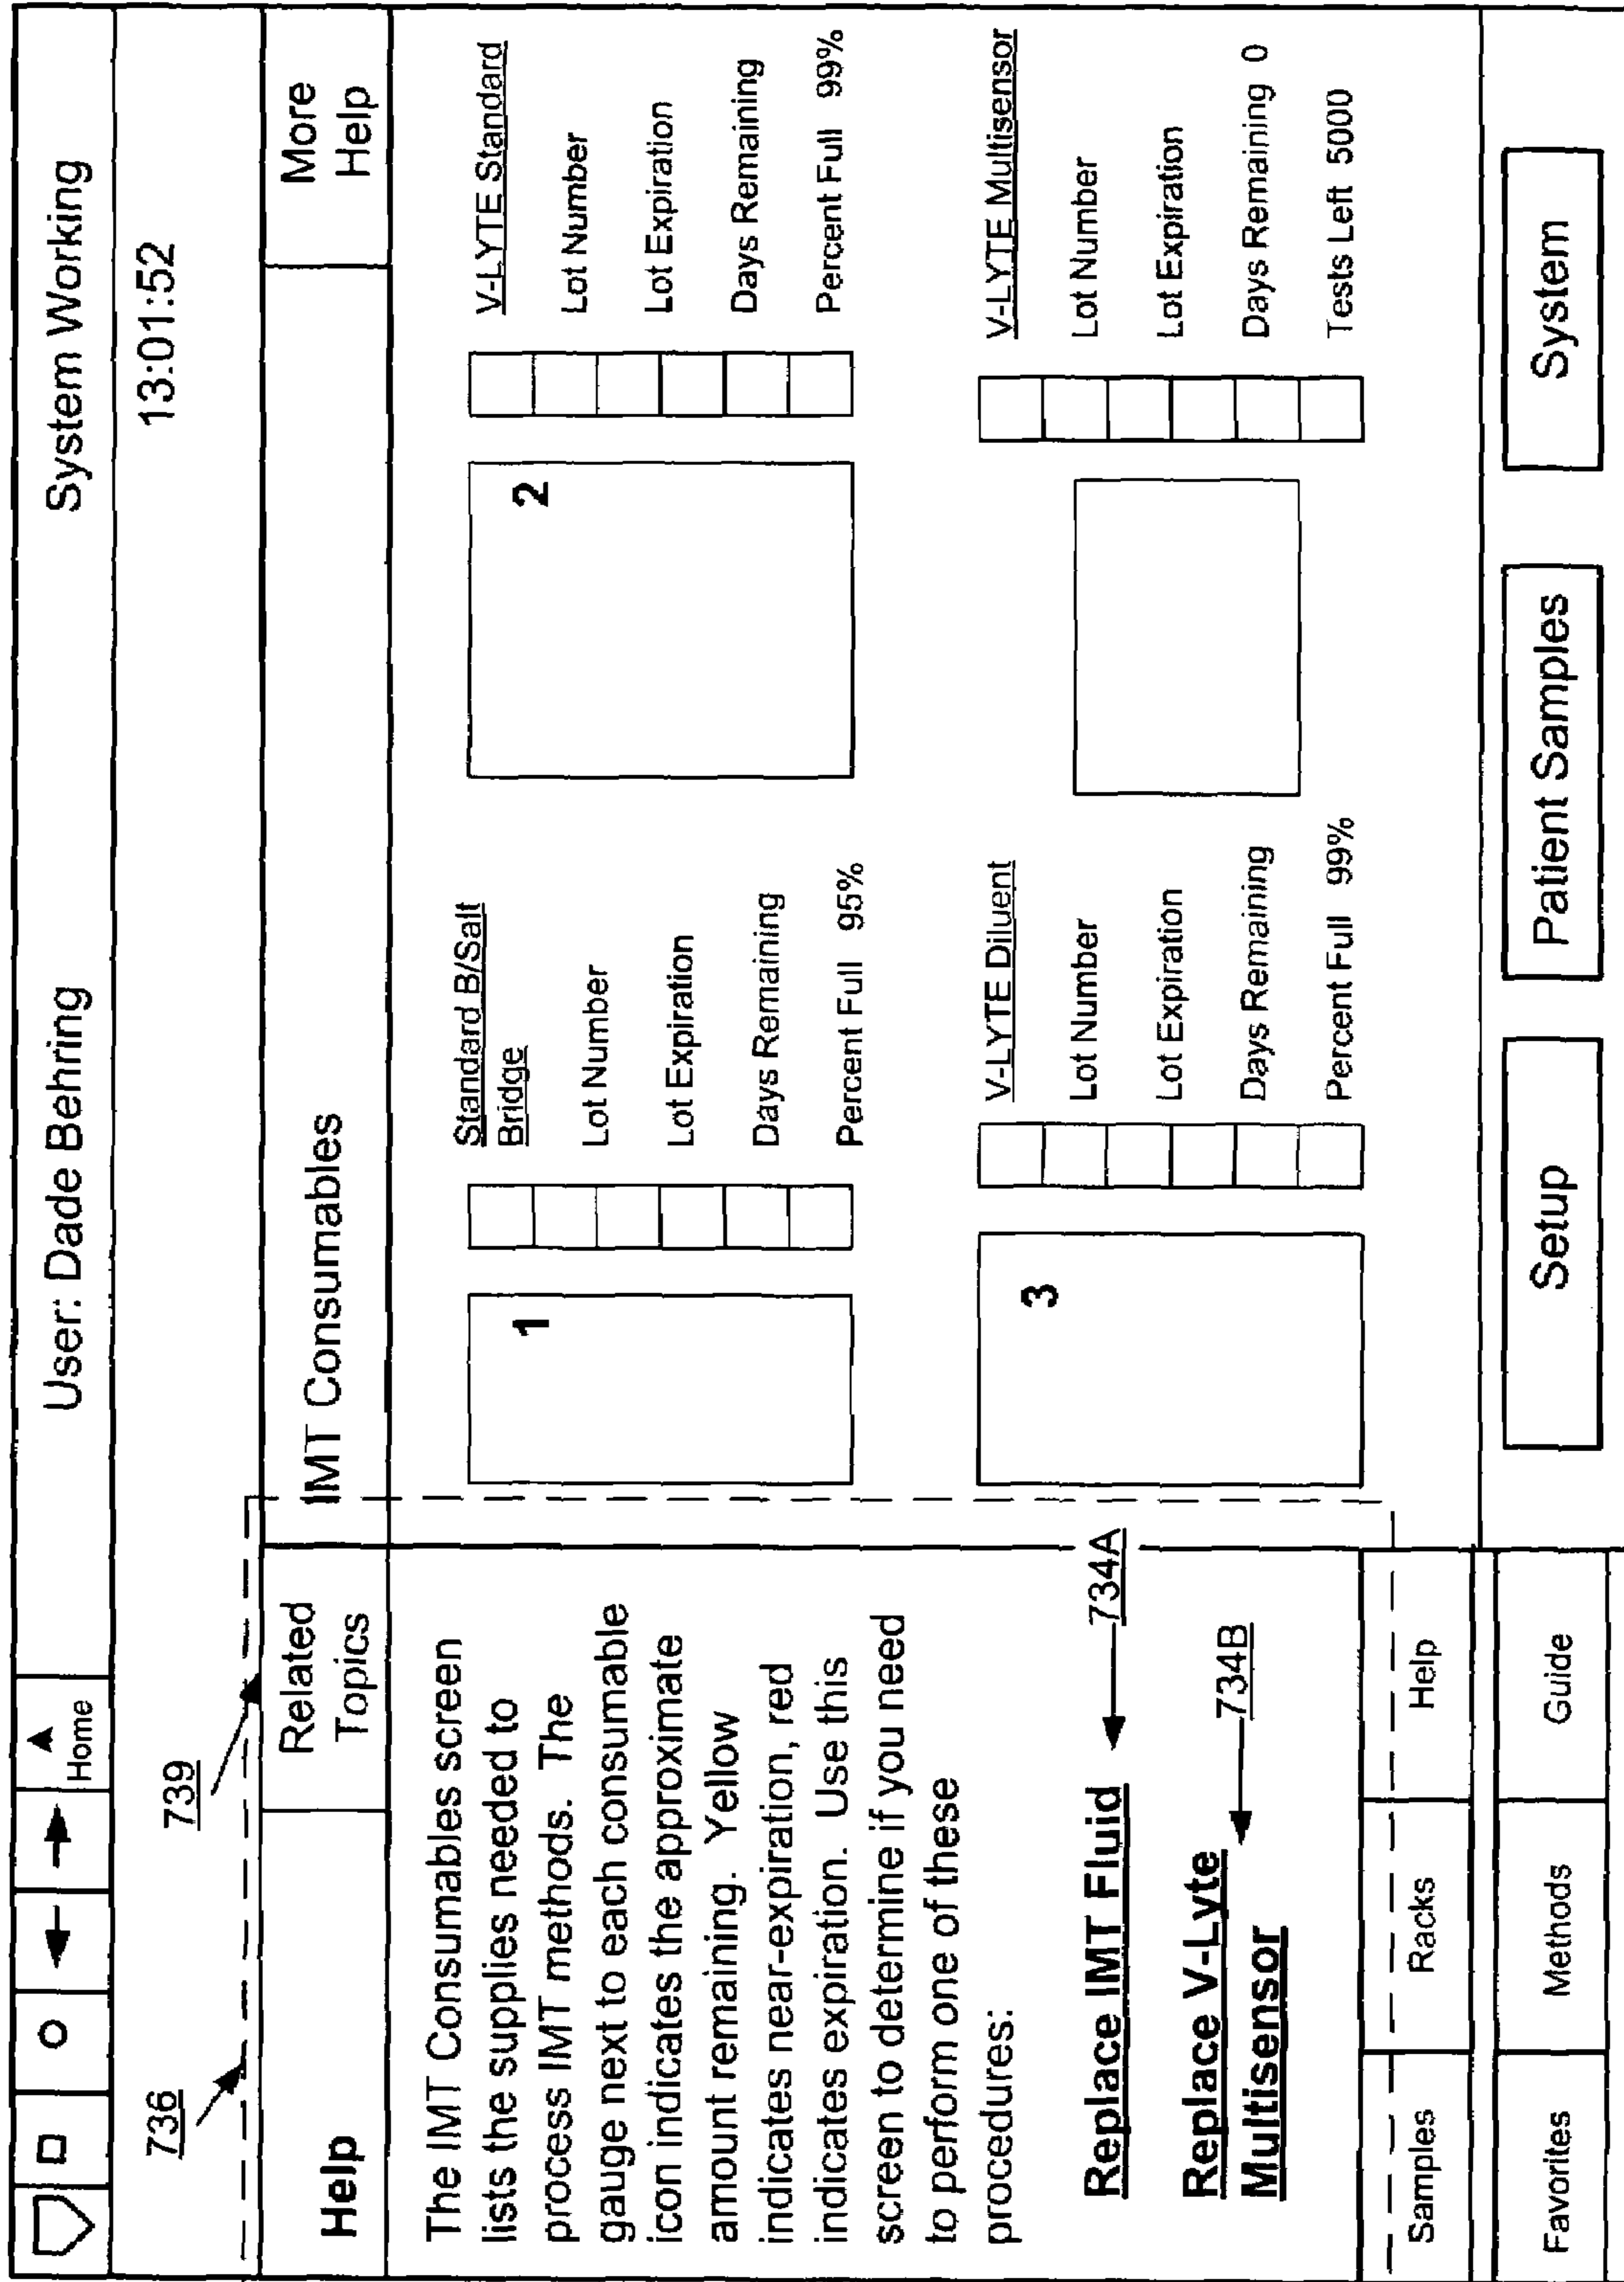 Home
User: Dade Behring
System Working
13:01:52
736
739
Help
Related
Topics
IMT Consumables
More
Help
The IMT Consumables screen
lists the supplies needed to
process IMT methods. The
gauge next to each consumable
icon indicates the approximate
amount remaining. Yellow
indicates near-expiration, red
indicates expiration. Use this
screen to determine if you need
to perform one of these
procedures:
Replace IMT Fluid
734A
Replace V-Lyte
Multisensor
734B
1
Standard B/Salt
Bridge
Lot Number
Lot Expiration
Days Remaining
Percent Full 95%
2
V-LYTE Standard
Lot Number
Lot Expiration
Days Remaining
Percent Full 99%
3
V-LYTE Diluent
Lot Number
Lot Expiration
Days Remaining
Percent Full 99%
V-LYTE Multisensor
Lot Number
Lot Expiration
Days Remaining 0
Tests Left 5000
Samples
Racks
Help
Favorites
Methods
Guide
Setup
Patient Samples
System